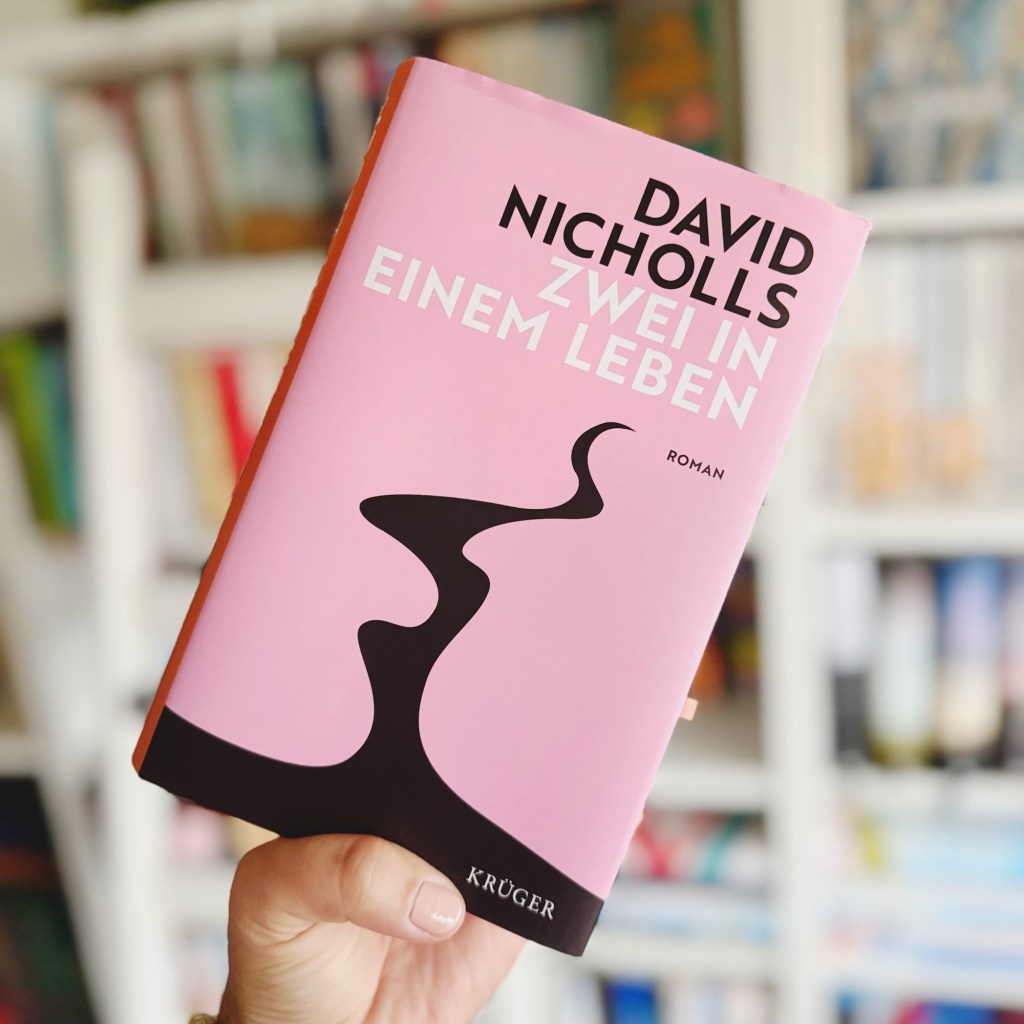 DAVID
NICHOLLS
ZWEI IN
EINEM LEBEN
ROMAN
KRÜGER